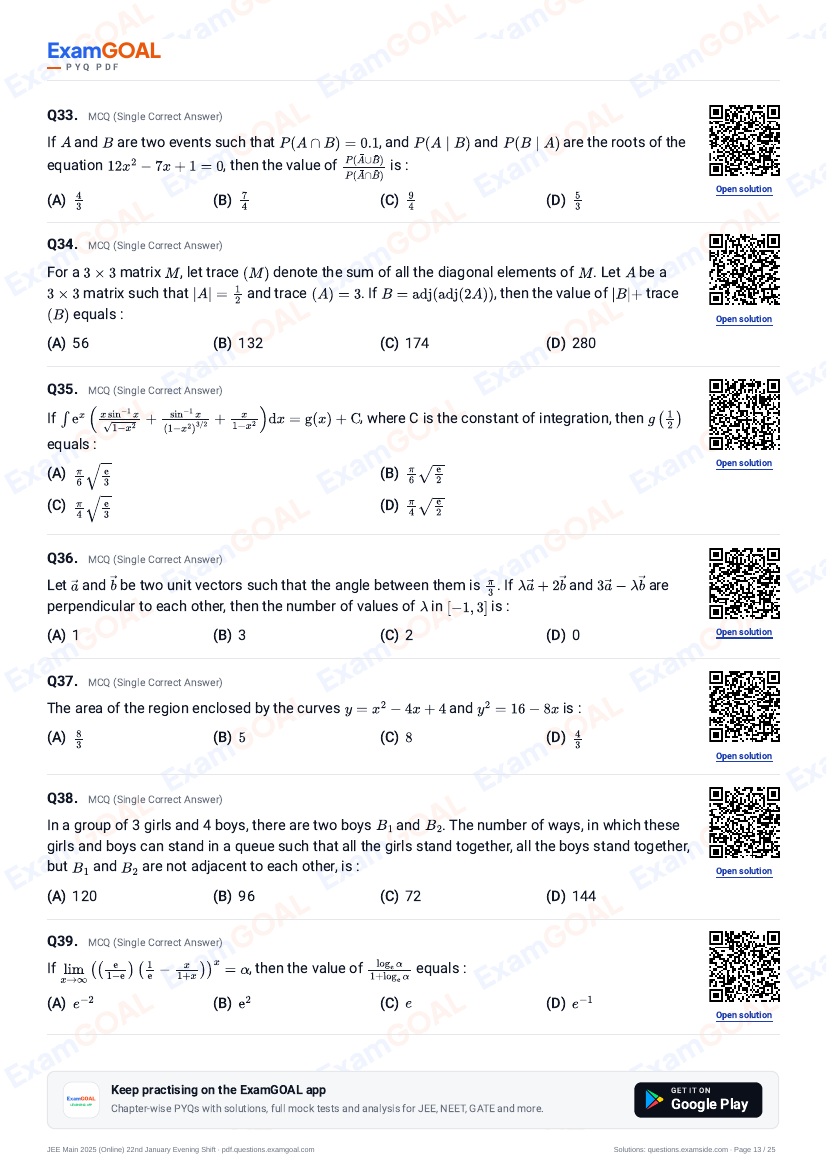 ExamGOAL
PYQ PDF
Q33. MCQ (Single Correct Answer)
If A and B are two events such that P(A ∩ B) = 0.1, and P(A | B) and P(B | A) are the roots of the
equation 12x² − 7x + 1 = 0, then the value of P(Ā∪B̄)/P(Ā∩B̄) is :
(A) 4/3 (B) 7/4 (C) 9/4 (D) 5/3
Open solution
Q34. MCQ (Single Correct Answer)
For a 3 × 3 matrix M, let trace (M) denote the sum of all the diagonal elements of M. Let A be a
3 × 3 matrix such that |A| = 1/2 and trace (A) = 3. If B = adj(adj(2A)), then the value of |B|+ trace
(B) equals :
(A) 56 (B) 132 (C) 174 (D) 280
Open solution
Q35. MCQ (Single Correct Answer)
If ∫ eˣ (x sin⁻¹ x/√(1−x²) + sin⁻¹ x/(1−x²)^(3/2) + x/(1−x²)) dx = g(x) + C, where C is the constant of integration, then g (1/2)
equals :
(A) π/6 √(e/3) (B) π/6 √(e/2)
(C) π/4 √(e/3) (D) π/4 √(e/2)
Open solution
Q36. MCQ (Single Correct Answer)
Let a⃗ and b⃗ be two unit vectors such that the angle between them is π/3. If λa⃗ + 2b⃗ and 3a⃗ − λb⃗ are
perpendicular to each other, then the number of values of λ in [−1, 3] is :
(A) 1 (B) 3 (C) 2 (D) 0
Open solution
Q37. MCQ (Single Correct Answer)
The area of the region enclosed by the curves y = x² − 4x + 4 and y² = 16 − 8x is :
(A) 8/3 (B) 5 (C) 8 (D) 4/3
Open solution
Q38. MCQ (Single Correct Answer)
In a group of 3 girls and 4 boys, there are two boys B₁ and B₂. The number of ways, in which these
girls and boys can stand in a queue such that all the girls stand together, all the boys stand together,
but B₁ and B₂ are not adjacent to each other, is :
(A) 120 (B) 96 (C) 72 (D) 144
Open solution
Q39. MCQ (Single Correct Answer)
If lim x→∞ ((e/(1−e)) (1/e − x/(1+x)))ˣ = α, then the value of logₑ α/(1+logₑ α) equals :
(A) e⁻² (B) e² (C) e (D) e⁻¹
Open solution
ExamGOAL
Keep practising on the ExamGOAL app
Chapter-wise PYQs with solutions, full mock tests and analysis for JEE, NEET, GATE and more.
GET IT ON
Google Play
JEE Main 2025 (Online) 22nd January Evening Shift · pdf.questions.examgoal.com
Solutions: questions.examside.com · Page 13 / 25